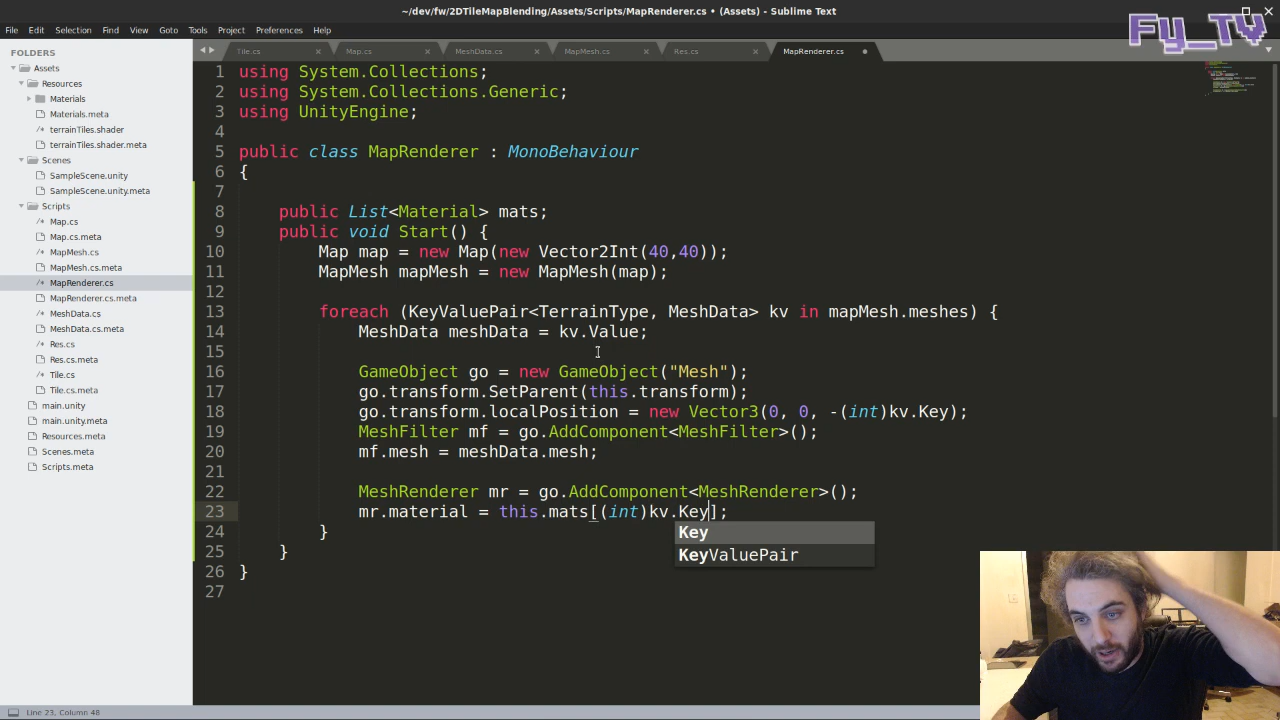 ~/dev/fw/2DTileMapBlending/Assets/Scripts/MapRenderer.cs • (Assets) - Sublime Text
Fy_TV
File Edit Selection Find View Goto Tools Project Preferences Help
FOLDERS
Assets
Resources
Materials
Materials.meta
terrainTiles.shader
terrainTiles.shader.meta
Scenes
SampleScene.unity
SampleScene.unity.meta
Scripts
Map.cs
Map.cs.meta
MapMesh.cs
MapMesh.cs.meta
MapRenderer.cs
MapRenderer.cs.meta
MeshData.cs
MeshData.cs.meta
Res.cs
Res.cs.meta
Tile.cs
Tile.cs.meta
main.unity
main.unity.meta
Resources.meta
Scenes.meta
Scripts.meta
Tile.cs Map.cs MeshData.cs MapMesh.cs Res.cs MapRenderer.cs
1 using System.Collections;
2 using System.Collections.Generic;
3 using UnityEngine;
4
5 public class MapRenderer : MonoBehaviour
6 {
7
8 public List<Material> mats;
9 public void Start() {
10 Map map = new Map(new Vector2Int(40,40));
11 MapMesh mapMesh = new MapMesh(map);
12
13 foreach (KeyValuePair<TerrainType, MeshData> kv in mapMesh.meshes) {
14 MeshData meshData = kv.Value;
15
16 GameObject go = new GameObject("Mesh");
17 go.transform.SetParent(this.transform);
18 go.transform.localPosition = new Vector3(0, 0, -(int)kv.Key);
19 MeshFilter mf = go.AddComponent<MeshFilter>();
20 mf.mesh = meshData.mesh;
21
22 MeshRenderer mr = go.AddComponent<MeshRenderer>();
23 mr.material = this.mats[(int)kv.Key];
24 }
25 }
26 }
27
Key
KeyValuePair
Line 23, Column 48